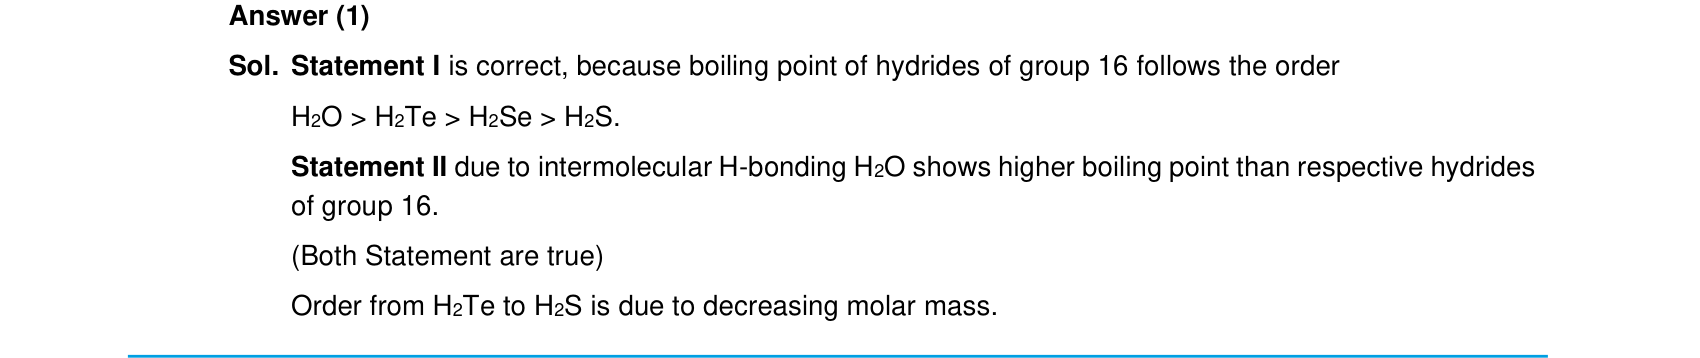 Answer (1)
Sol. Statement I is correct, because boiling point of hydrides of group 16 follows the order
H₂O > H₂Te > H₂Se > H₂S.
Statement II due to intermolecular H-bonding H₂O shows higher boiling point than respective hydrides
of group 16.
(Both Statement are true)
Order from H₂Te to H₂S is due to decreasing molar mass.